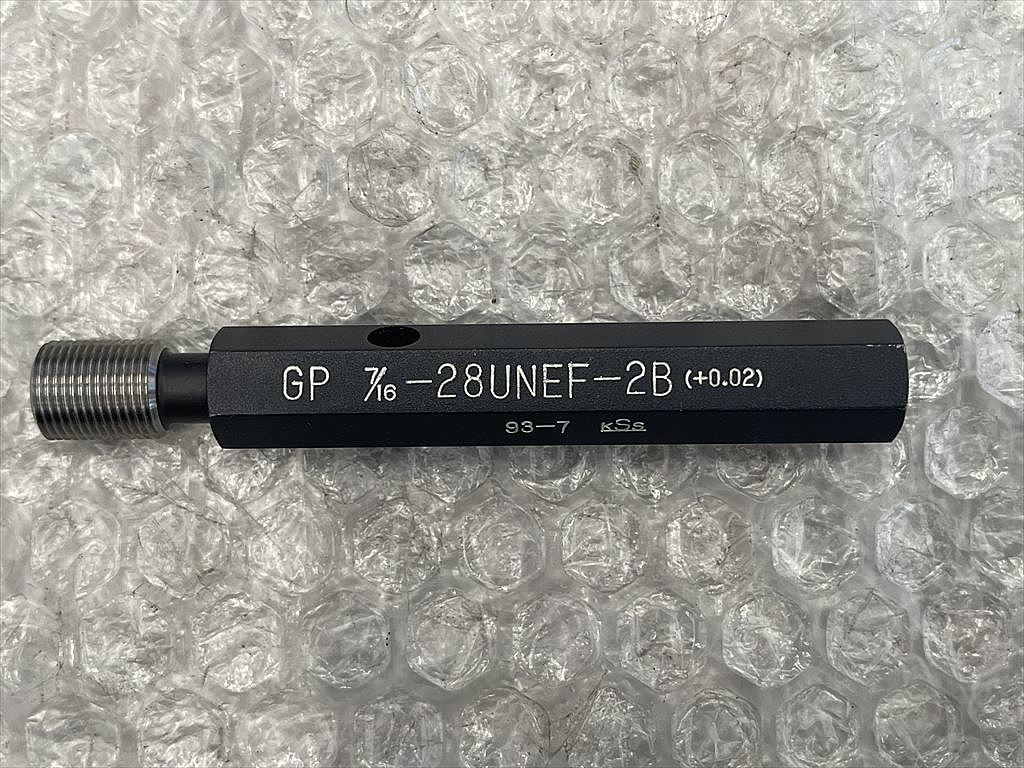 GP 7/16-28UNEF-2B (+0.02)
93-7 KSS